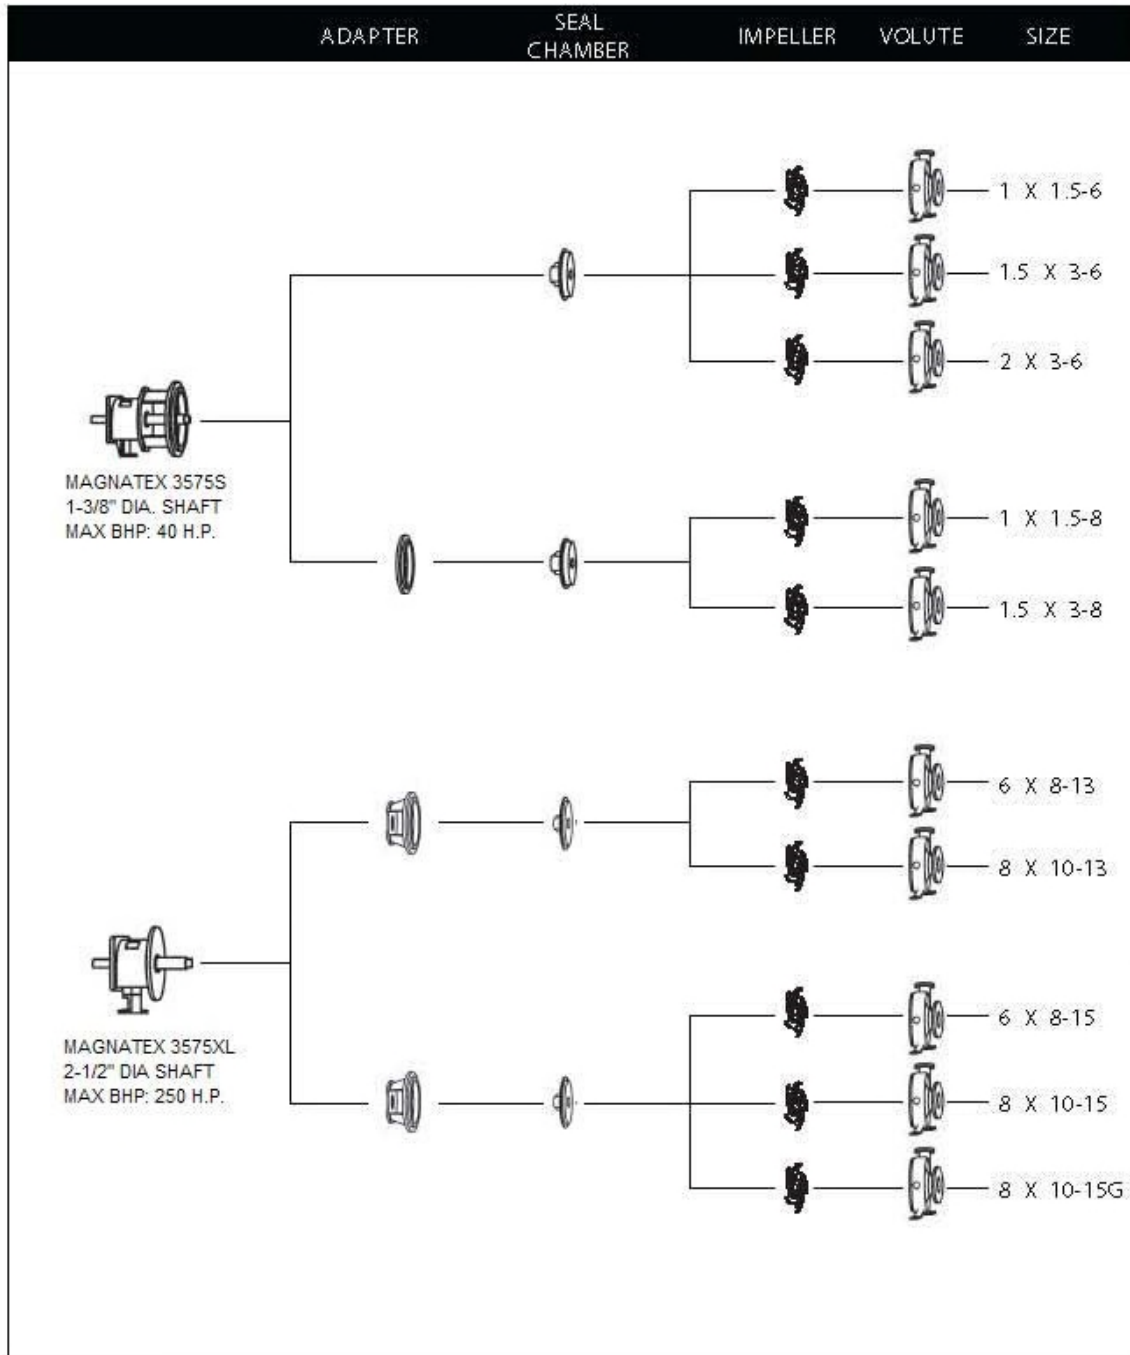 ADAPTER
SEAL
CHAMBER
IMPELLER
VOLUTE
SIZE
1 X 1.5-6
1.5 X 3-6
2 X 3-6
MAGNATEX 3575S
1-3/8" DIA. SHAFT
MAX BHP: 40 H.P.
1 X 1.5-8
1.5 X 3-8
6 X 8-13
8 X 10-13
MAGNATEX 3575XL
2-1/2" DIA SHAFT
MAX BHP: 250 H.P.
6 X 8-15
8 X 10-15
8 X 10-15G